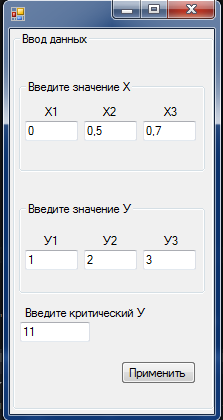 Ввод данных
Введите значение X
X1 X2 X3
0 0,5 0,7
Введите значение У
У1 У2 У3
1 2 3
Введите критический У
11
Применить